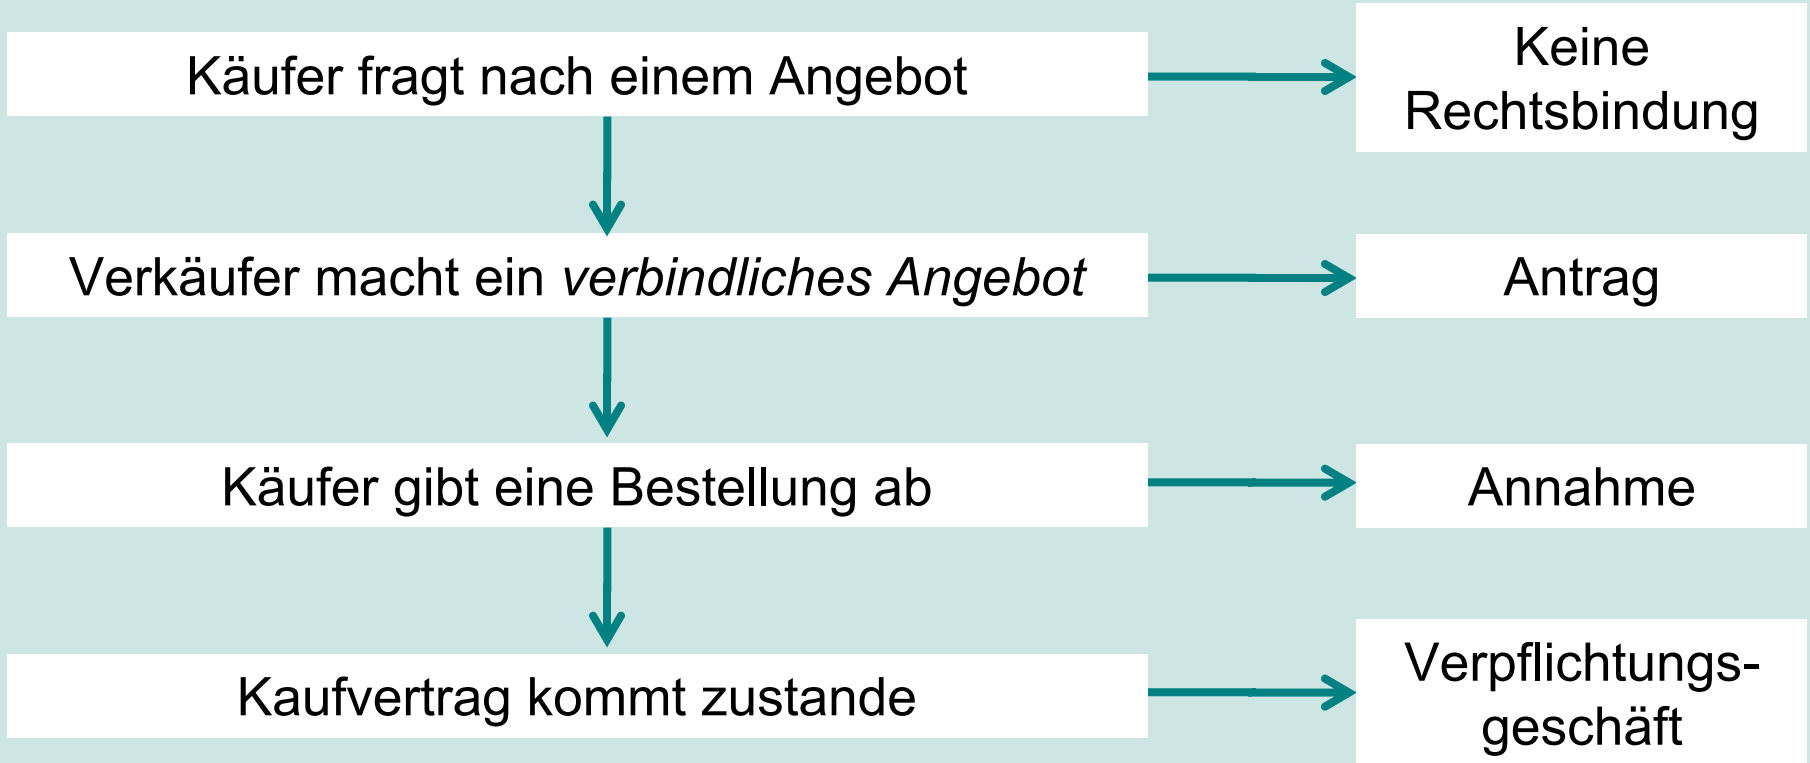 Käufer fragt nach einem Angebot
Keine
Rechtsbindung
Verkäufer macht ein verbindliches Angebot
Antrag
Käufer gibt eine Bestellung ab
Annahme
Kaufvertrag kommt zustande
Verpflichtungs-
geschäft